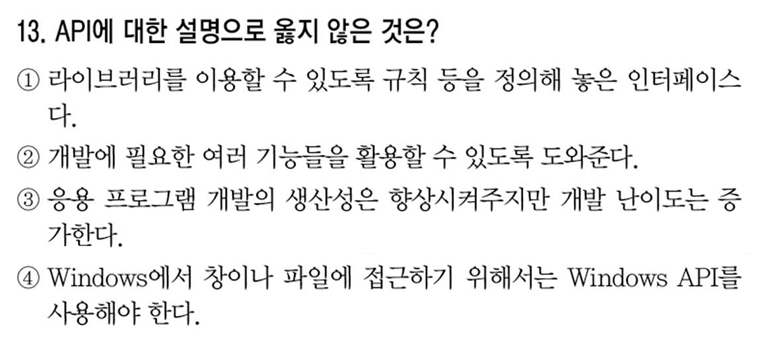 13. API에 대한 설명으로 옳지 않은 것은?
① 라이브러리를 이용할 수 있도록 규칙 등을 정의해 놓은 인터페이스
다.
② 개발에 필요한 여러 기능들을 활용할 수 있도록 도와준다.
③ 응용 프로그램 개발의 생산성은 향상시켜주지만 개발 난이도는 증
가한다.
④ Windows에서 창이나 파일에 접근하기 위해서는 Windows API를
사용해야 한다.